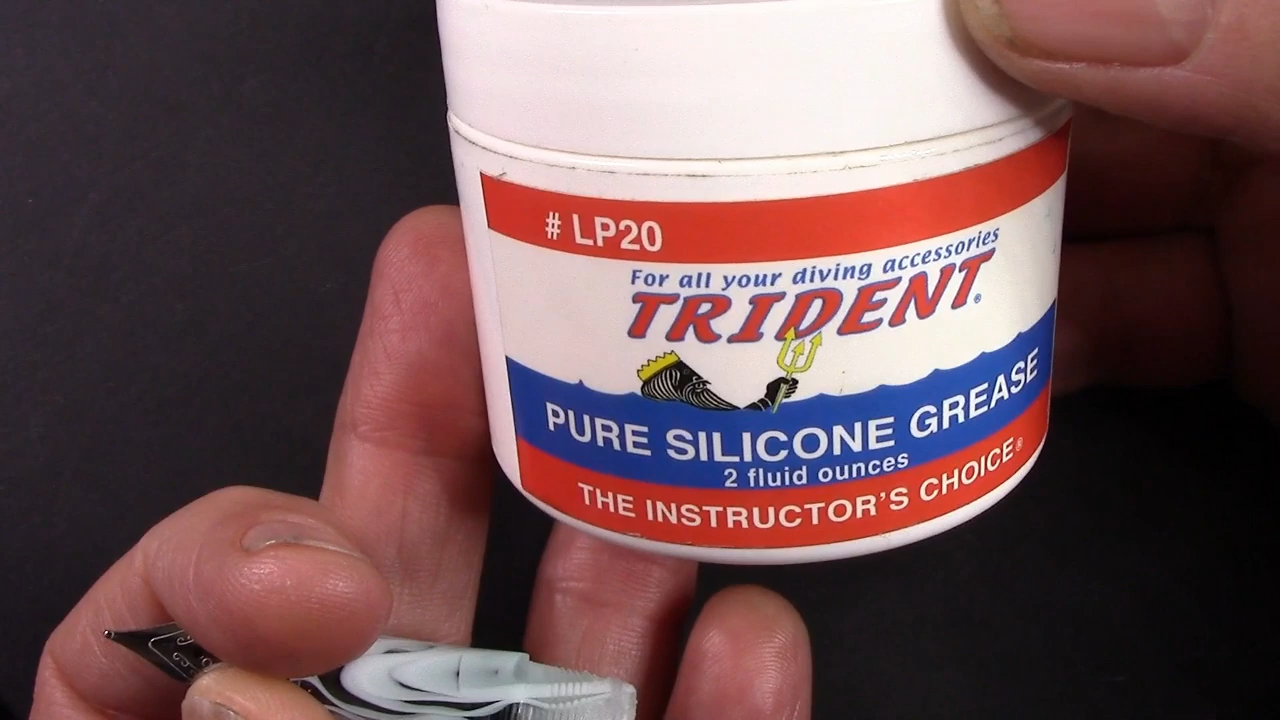 # LP20
For all your diving accessories
TRIDENT®
PURE SILICONE GREASE
2 fluid ounces
THE INSTRUCTOR'S CHOICE®